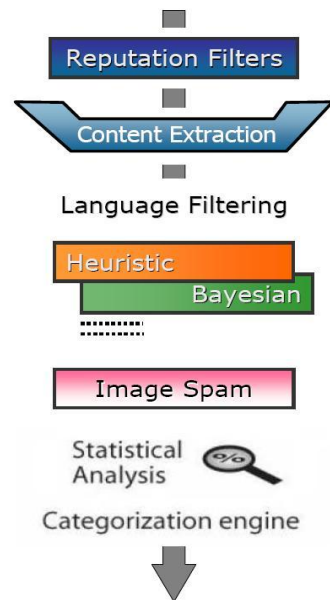 Reputation Filters
Content Extraction
Language Filtering
Heuristic
Bayesian
Image Spam
Statistical
Analysis
%
Categorization engine